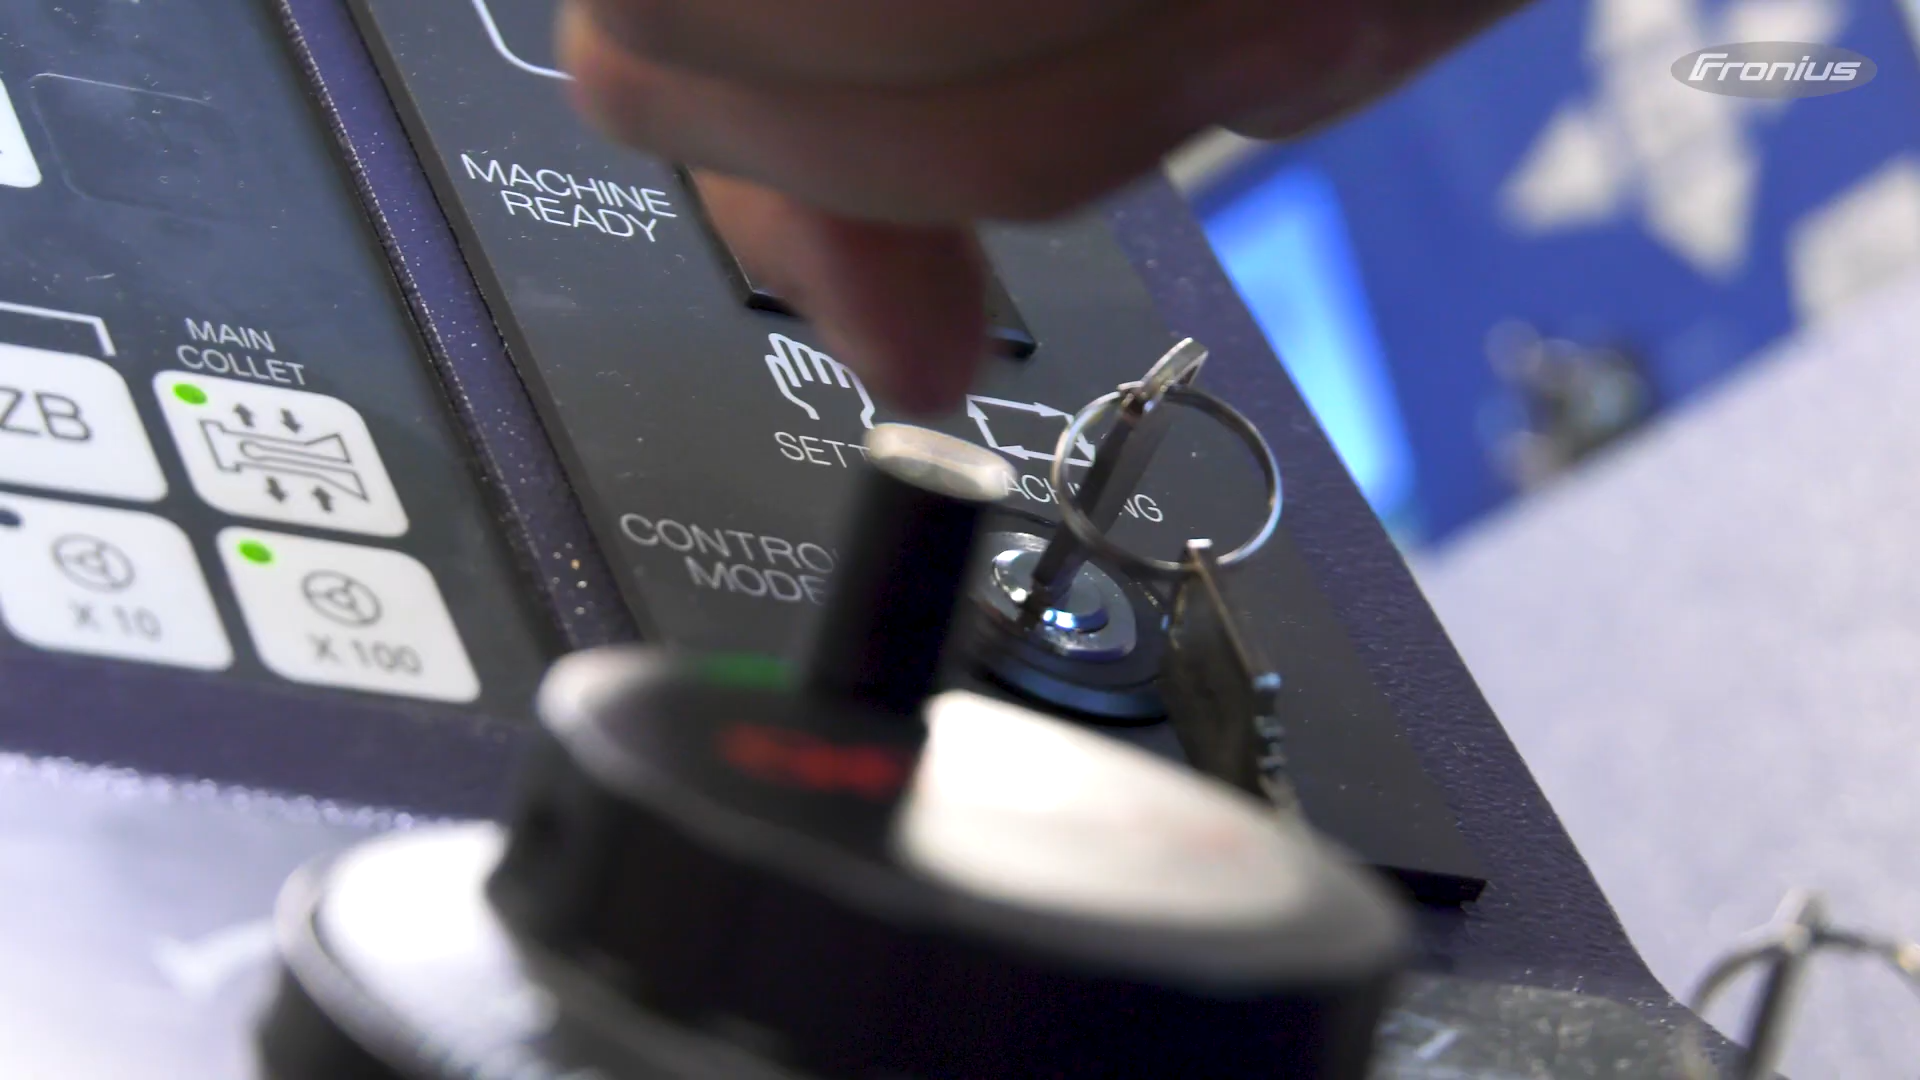 Fronius
MACHINE
READY
MAIN
COLLET
ZB
SETT
ACHI NG
CONTRO
MODE
X 10
X 100